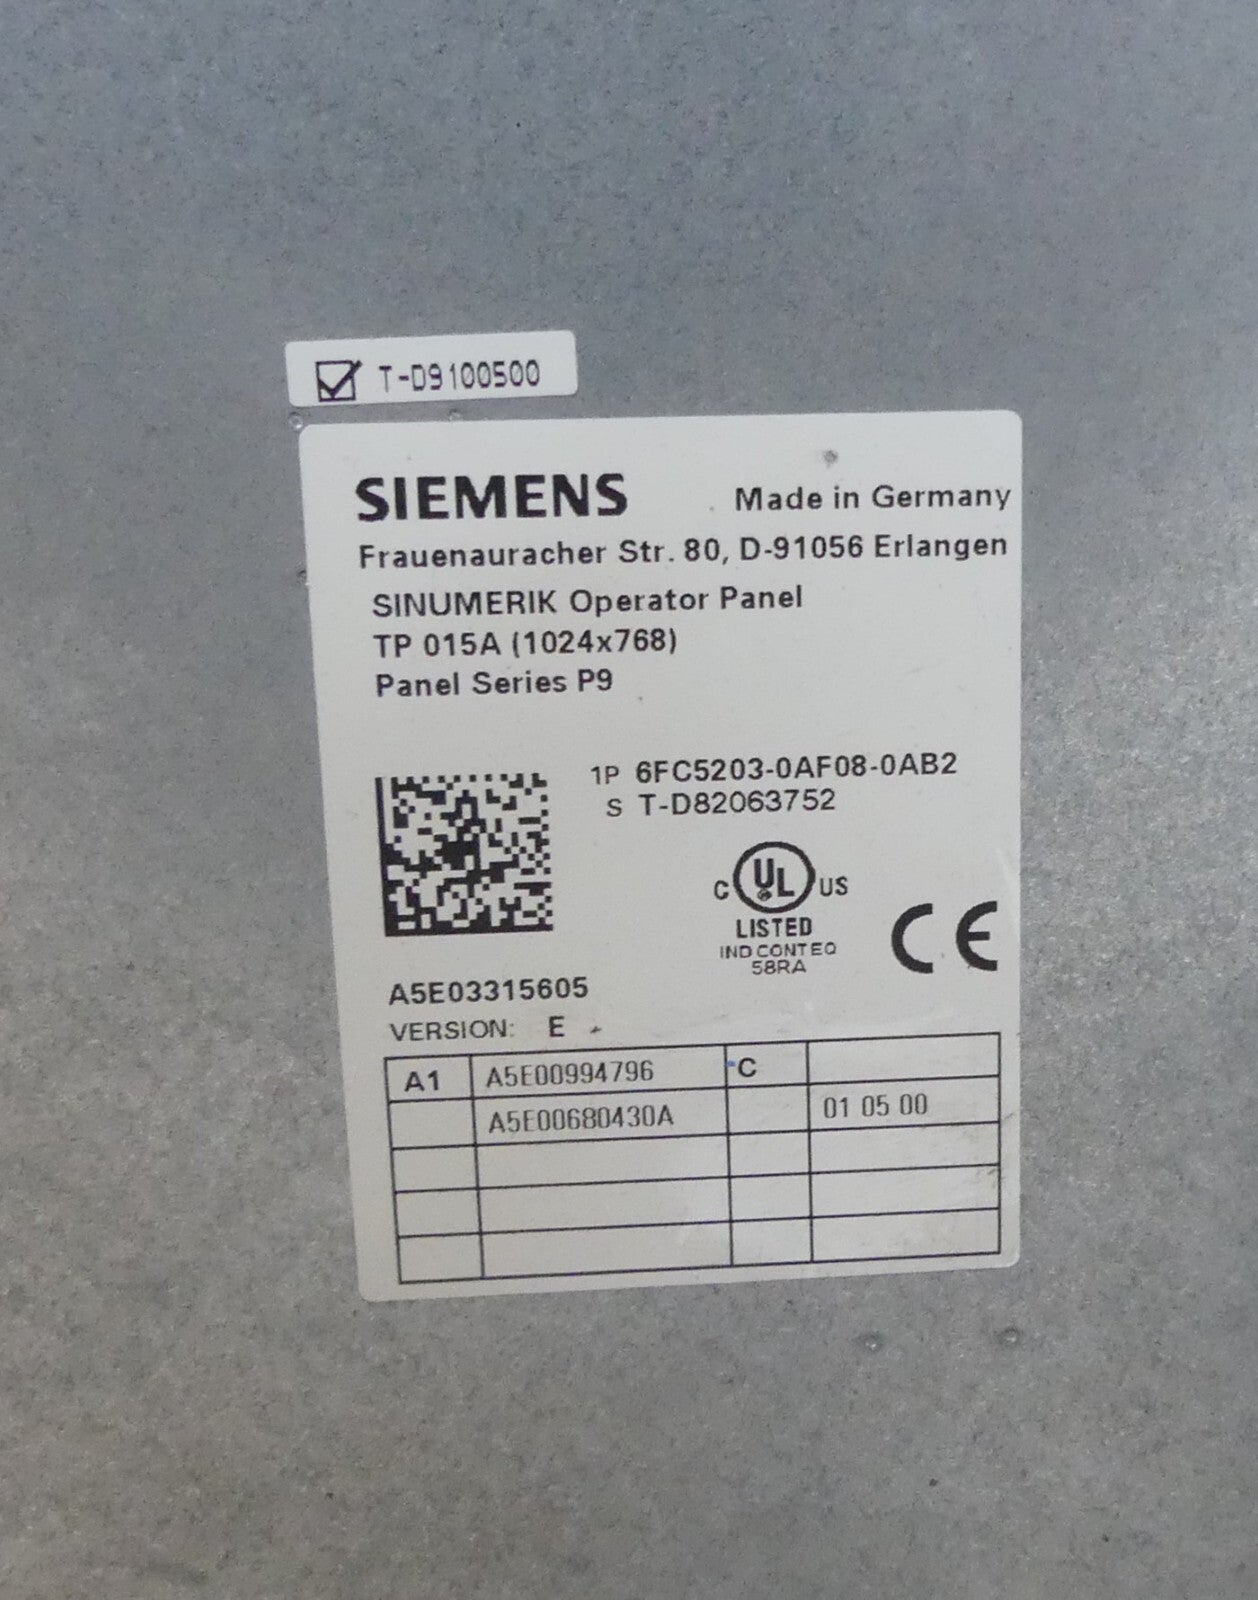 T-D9100500
SIEMENS Made in Germany
Frauenauracher Str. 80, D-91056 Erlangen
SINUMERIK Operator Panel
TP 015A (1024x768)
Panel Series P9
1P 6FC5203-0AF08-0AB2
S T-D82063752
C UL US
LISTED
IND CONT EQ
58RA
CE
A5E03315605
VERSION: E
A1 A5E00994796 C
A5E00680430A 01 05 00